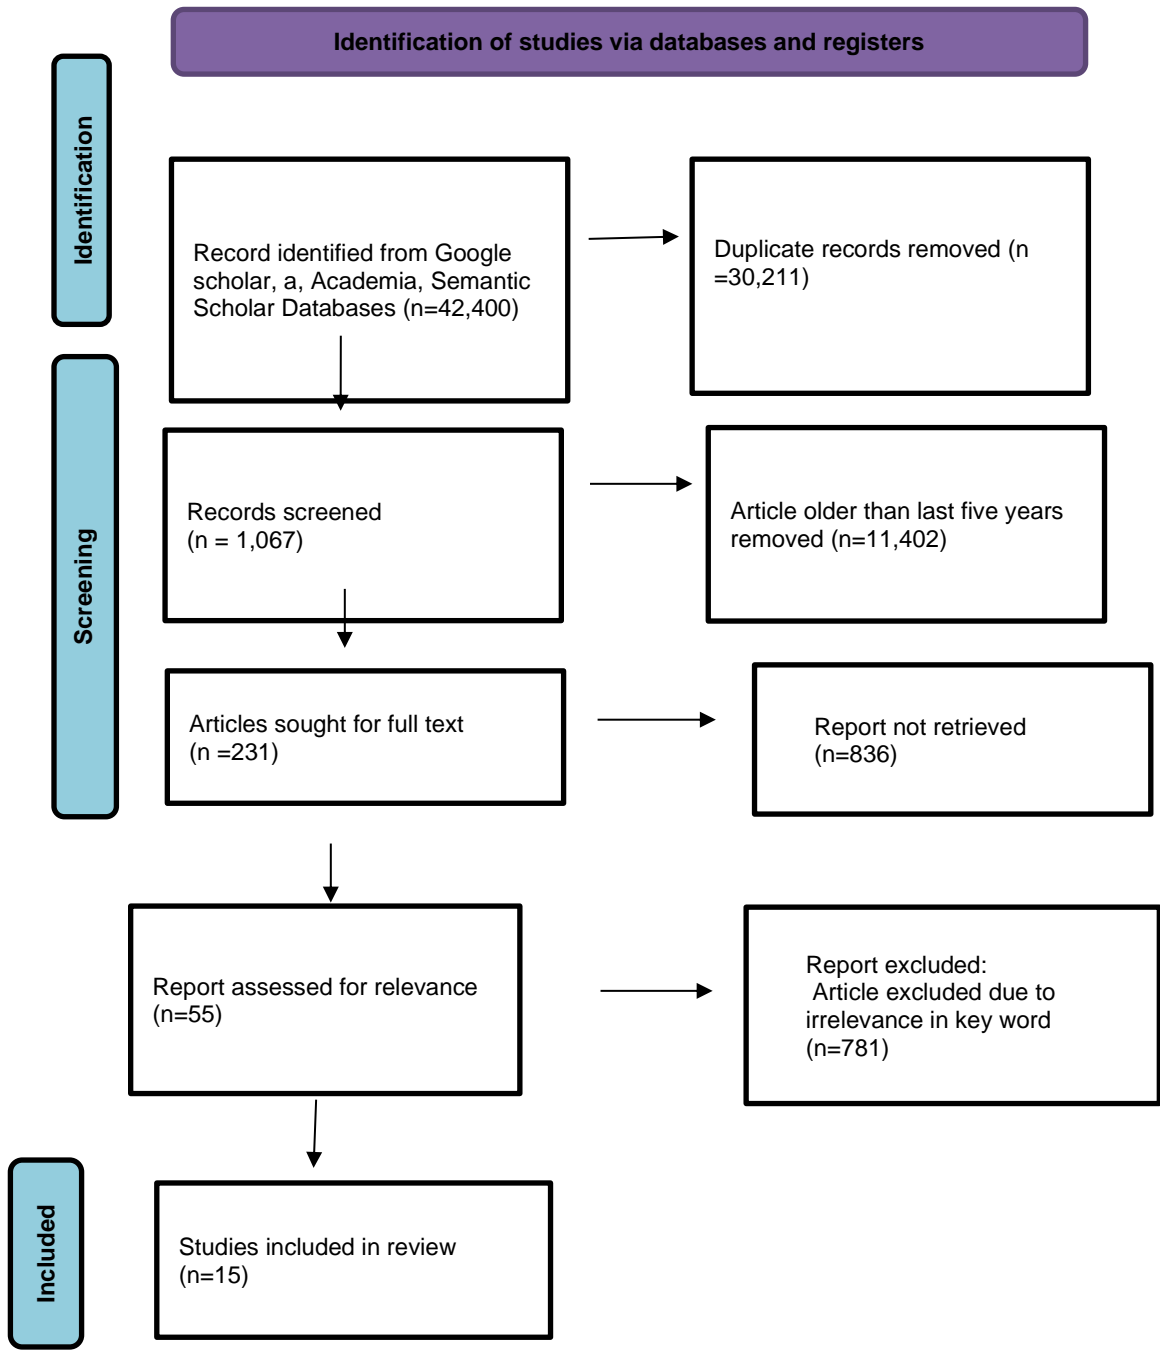 Identification of studies via databases and registers
Identification
Record identified from Google
scholar, a, Academia, Semantic
Scholar Databases (n=42,400)
Duplicate records removed (n
=30,211)
Screening
Records screened
(n = 1,067)
Article older than last five years
removed (n=11,402)
Articles sought for full text
(n =231)
Report not retrieved
(n=836)
Report assessed for relevance
(n=55)
Report excluded:
Article excluded due to
irrelevance in key word
(n=781)
Included
Studies included in review
(n=15)